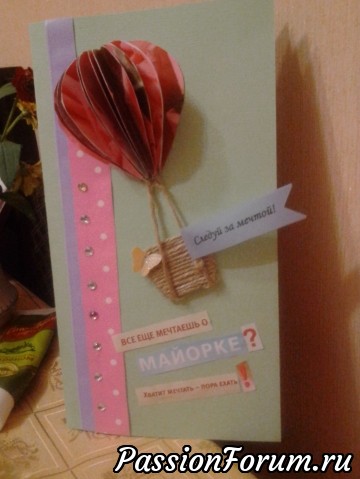 Следуй за мечтой!
ВСЕ ЕЩЕ МЕЧТАЕШЬ О
МАЙОРКЕ?
Хватит мечтать - пора ехать!
PassionForum.ru